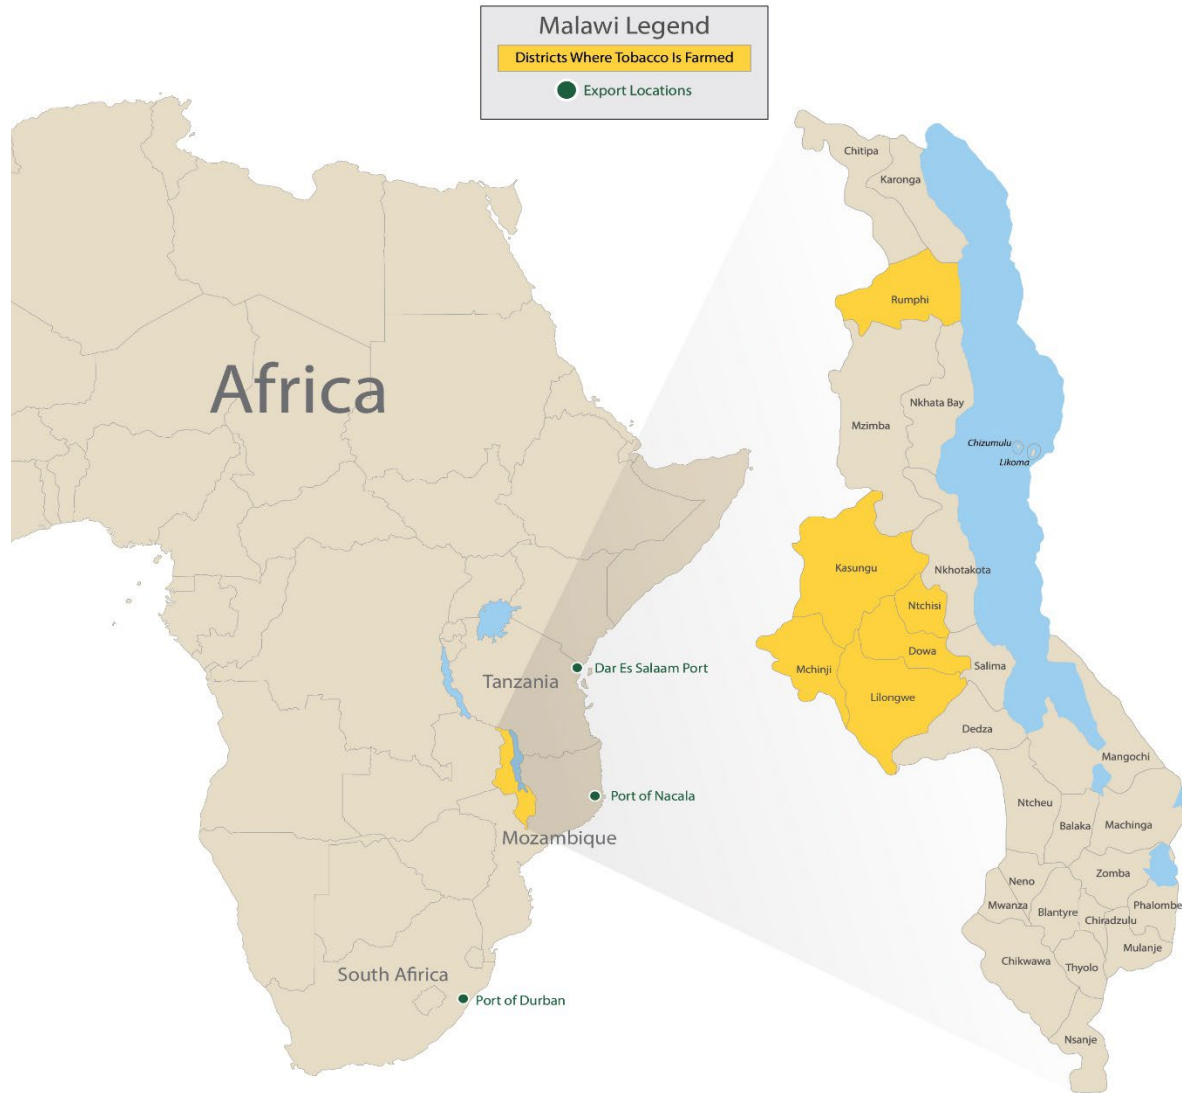 Malawi Legend
Districts Where Tobacco Is Farmed
Export Locations
Africa
Tanzania
Dar Es Salaam Port
Port of Nacala
Mozambique
South Africa
Port of Durban
Chitipa
Karonga
Rumphi
Nkhata Bay
Mzimba
Chizumulu
Likoma
Kasungu
Nkhotakota
Ntchisi
Dowa
Salima
Mchinji
Lilongwe
Dedza
Mangochi
Ntcheu
Balaka
Machinga
Zomba
Neno
Mwanza
Blantyre
Phalombe
Chiradzulu
Mulanje
Chikwawa
Thyolo
Nsanje